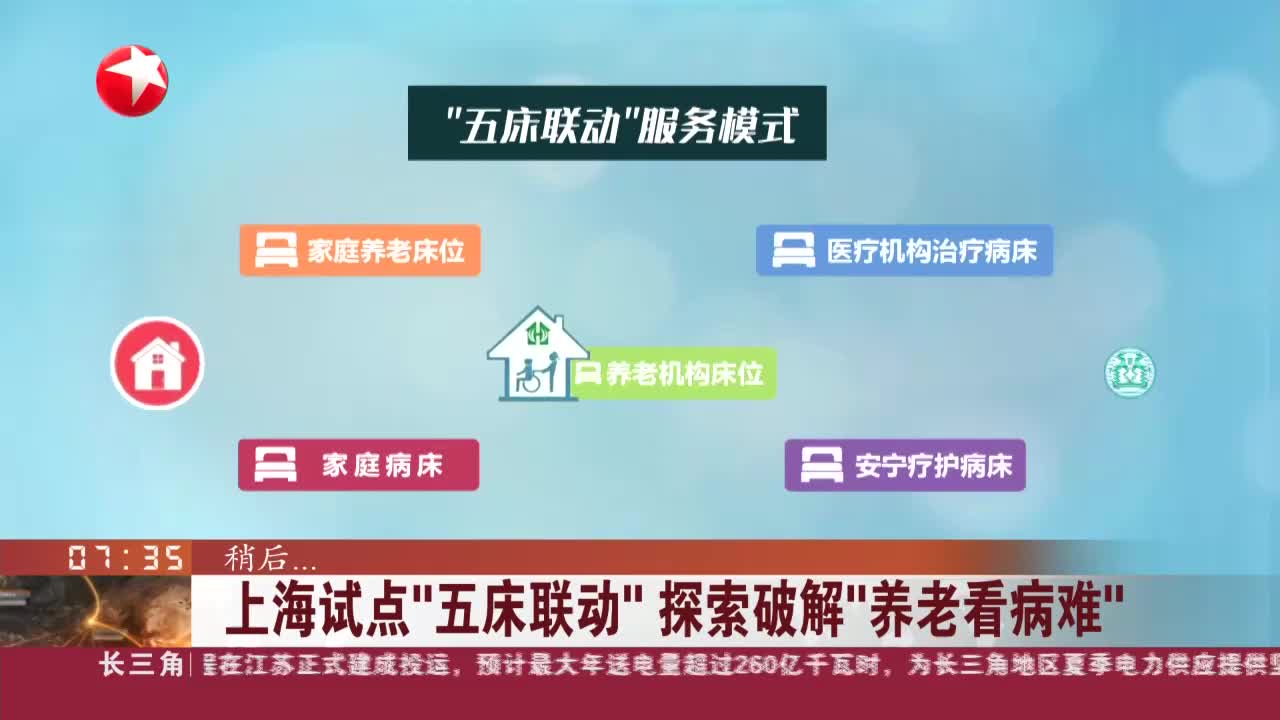 "五床联动"服务模式
家庭养老床位
医疗机构治疗病床
养老机构床位
家庭病床
安宁疗护病床
07:35
稍后...
上海试点"五床联动" 探索破解"养老看病难"
长三角
在江苏正式建成投运，预计最大年送电量超过260亿千瓦时，为长三角地区夏季电力供应提供